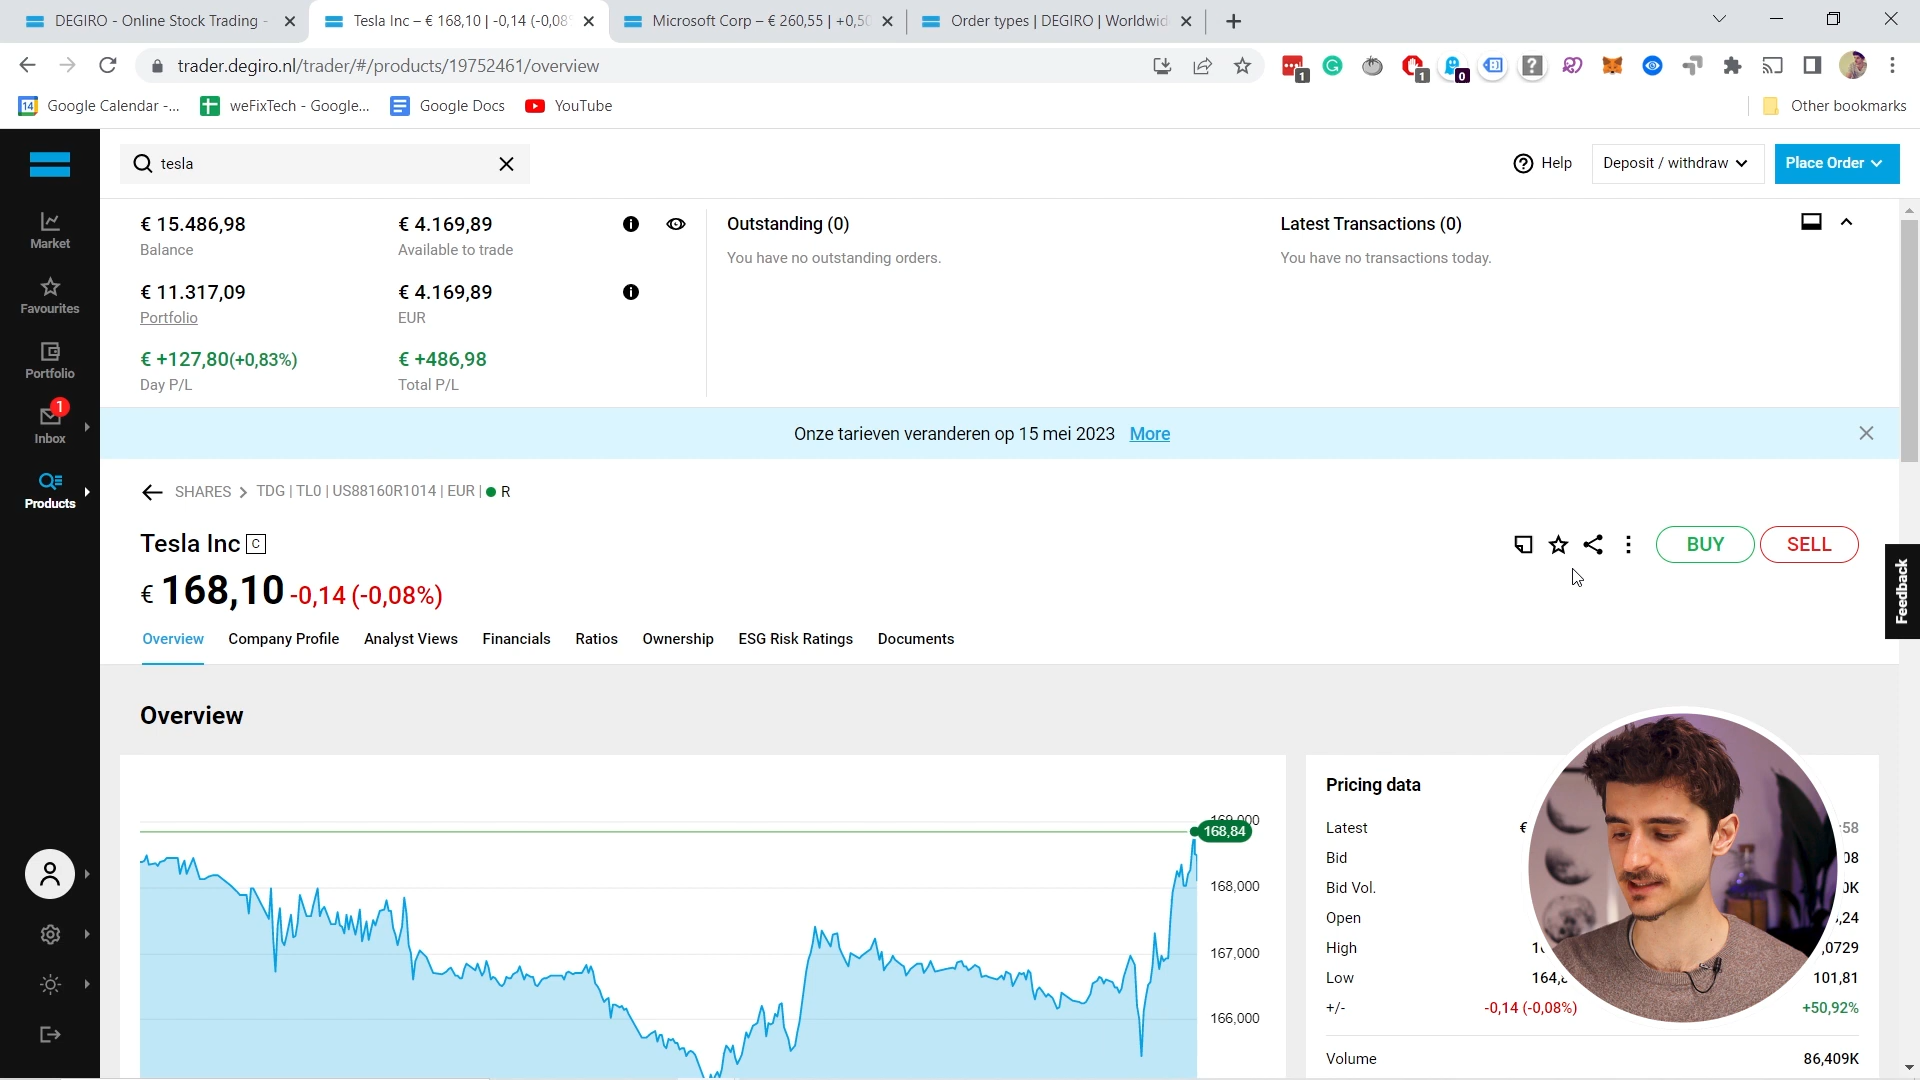 DEGIRO - Online Stock Trading -
Tesla Inc – € 168,10 | -0,14 (-0,08
Microsoft Corp – € 260,55 | +0,50
Order types | DEGIRO | Worldwid
trader.degiro.nl/trader/#/products/19752461/overview
1
1
0
14 Google Calendar -...
weFixTech - Google...
Google Docs
YouTube
Other bookmarks
tesla
Help
Deposit / withdraw
Place Order
Market
Favourites
Portfolio
1
Inbox
Products
€ 15.486,98
Balance
€ 4.169,89
Available to trade
€ 11.317,09
Portfolio
€ 4.169,89
EUR
€ +127,80(+0,83%)
Day P/L
€ +486,98
Total P/L
Outstanding (0)
You have no outstanding orders.
Latest Transactions (0)
You have no transactions today.
Onze tarieven veranderen op 15 mei 2023 More
SHARES > TDG | TL0 | US88160R1014 | EUR | R
Tesla Inc C
€ 168,10 -0,14 (-0,08%)
BUY
SELL
Feedback
Overview
Company Profile
Analyst Views
Financials
Ratios
Ownership
ESG Risk Ratings
Documents
Overview
168,84
168,000
167,000
166,000
Pricing data
Latest €
Bid
Bid Vol.
Open
High
Low
+/- -0,14 (-0,08%) +50,92%
101,81
Volume 86,409K